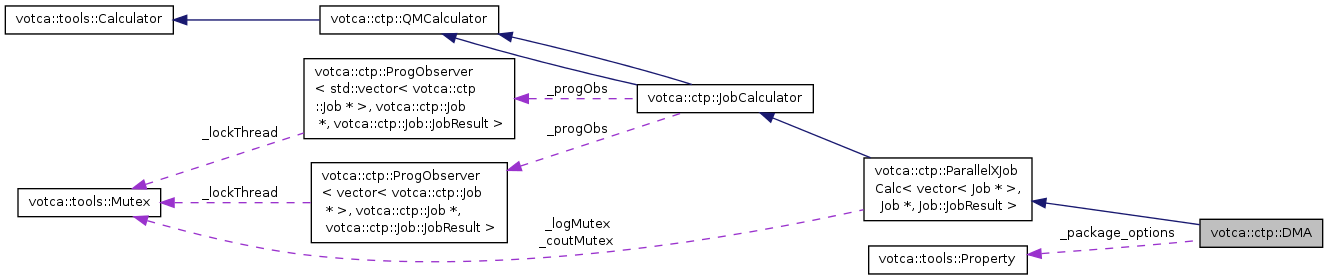 votca::tools::Calculator
votca::ctp::QMCalculator
votca::ctp::ProgObserver
< std::vector< votca::ctp
::Job * >, votca::ctp::Job
*, votca::ctp::Job::JobResult >
_progObs
votca::ctp::JobCalculator
_lockThread
_progObs
votca::ctp::ProgObserver
< vector< votca::ctp::Job
* >, votca::ctp::Job *,
votca::ctp::Job::JobResult >
_lockThread
votca::tools::Mutex
votca::ctp::ParallelXJob
Calc< vector< Job * >,
Job *, Job::JobResult >
_logMutex
_coutMutex
_package_options
votca::ctp::DMA
votca::tools::Property